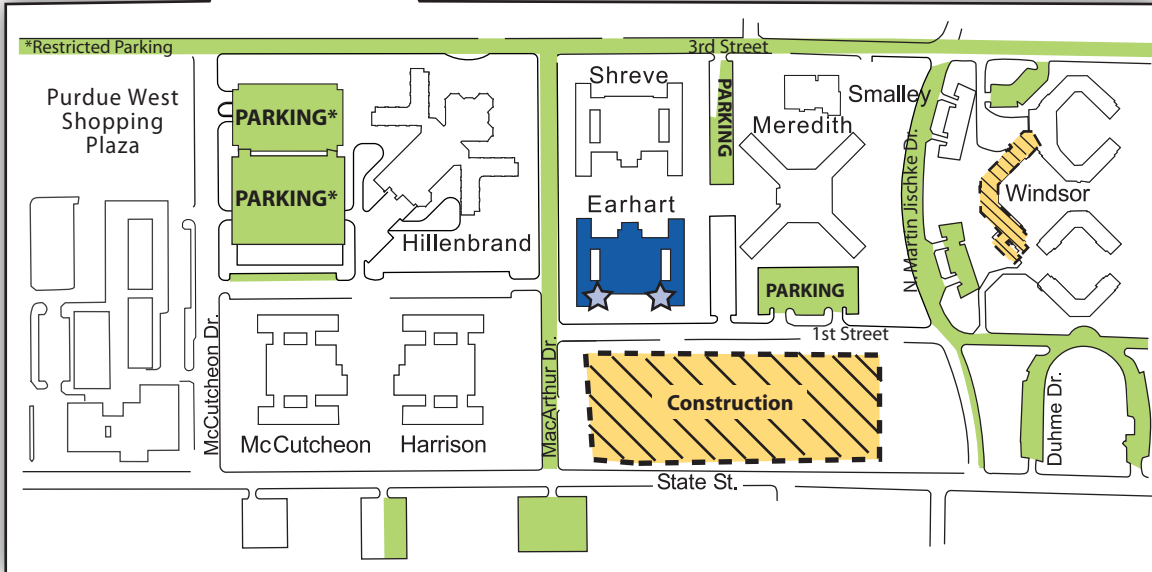 *Restricted Parking
3rd Street
Purdue West
Shopping
Plaza
PARKING*
PARKING*
Hillenbrand
Shreve
PARKING
Smalley
Meredith
Earhart
N. Martin Jischke Dr.
Windsor
PARKING
1st Street
McCutcheon Dr.
McCutcheon
Harrison
MacArthur Dr.
Construction
Duhme Dr.
State St.